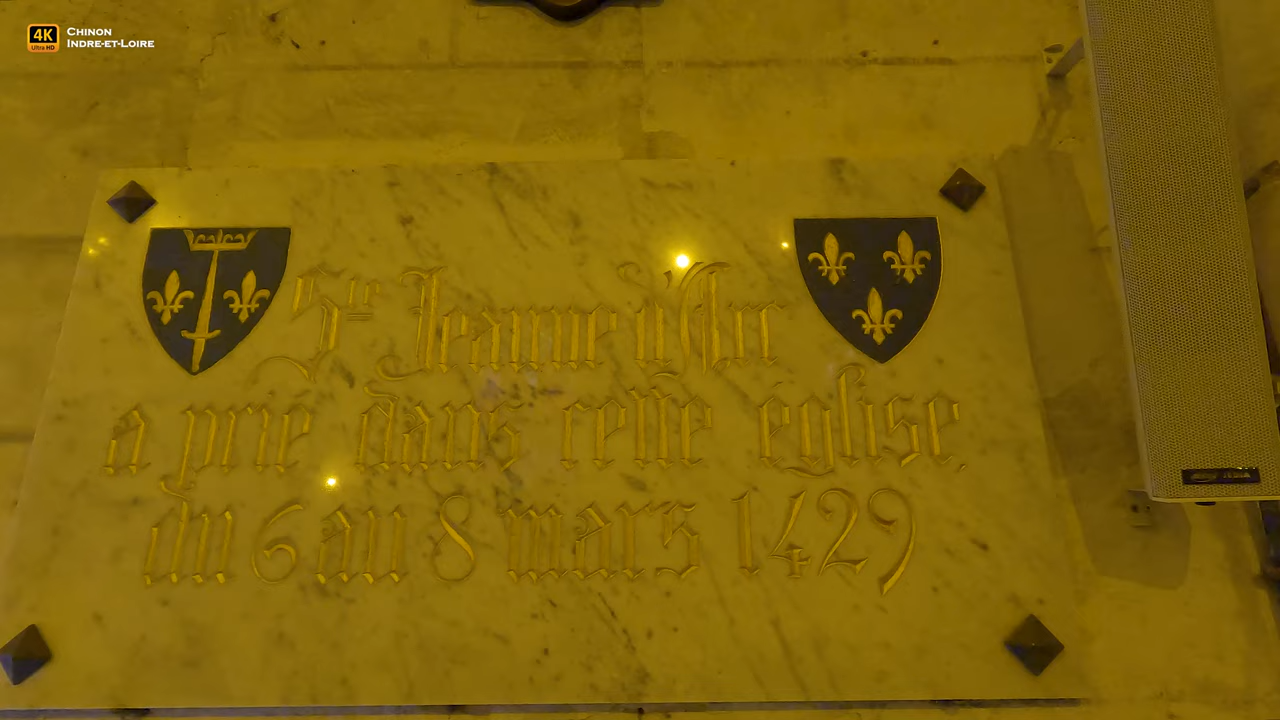 4K
Ultra HD
CHINON
INDRE-ET-LOIRE
Ste Jeanne d'Arc
a prié dans cette église,
du 6 au 8 mars 1429